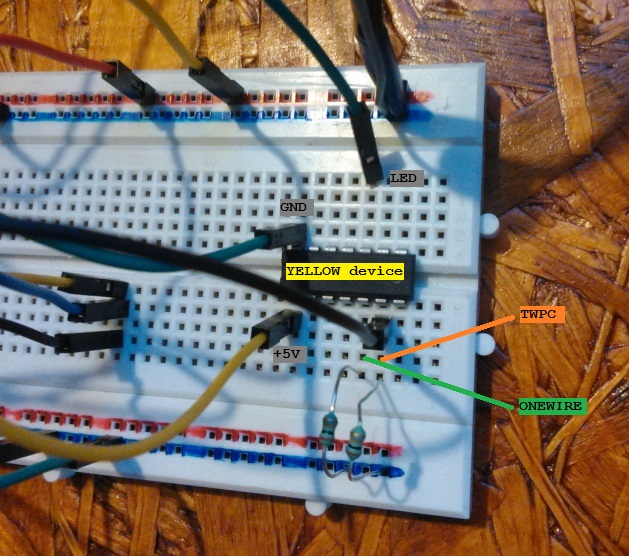 LED
GND
YELLOW device
TWPC
+5V
ONEWIRE